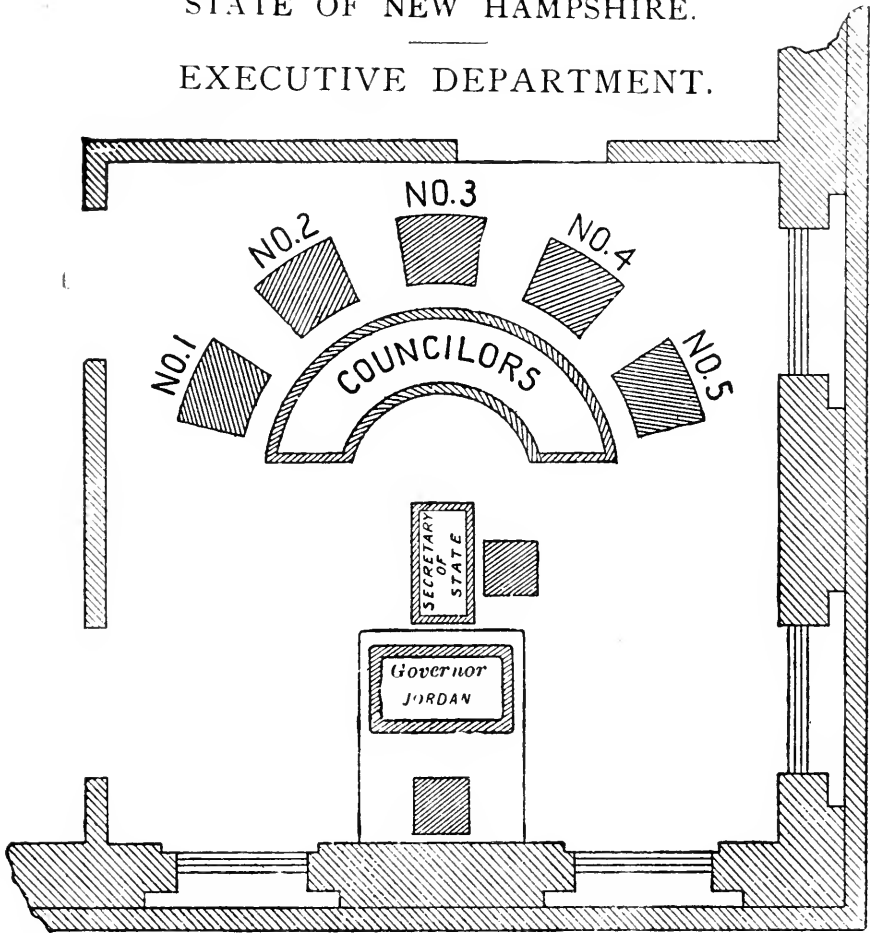 STATE OF NEW HAMPSHIRE.
EXECUTIVE DEPARTMENT.
NO.1
NO.2
NO.3
NO.4
NO.5
COUNCILORS
SECRETARY
OF
STATE
Governor
JORDAN